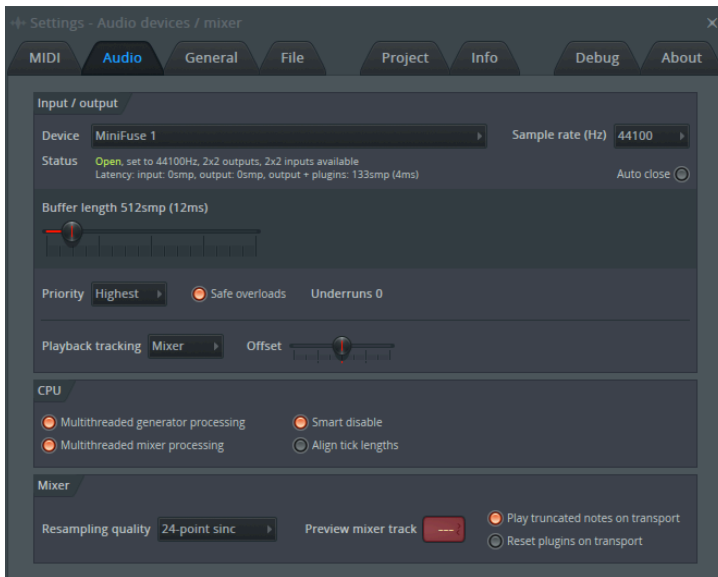 Settings - Audio devices / mixer
MIDI Audio General File Project Info Debug About
Input / output
Device MiniFuse 1 Sample rate (Hz) 44100
Status Open, set to 44100Hz, 2x2 outputs, 2x2 inputs available
Latency: input: 0smp, output: 0smp, output + plugins: 133smp (4ms) Auto close
Buffer length 512smp (12ms)
Priority Highest Safe overloads Underruns 0
Playback tracking Mixer Offset
CPU
Multithreaded generator processing Smart disable
Multithreaded mixer processing Align tick lengths
Mixer
Resampling quality 24-point sinc Preview mixer track --- Play truncated notes on transport
Reset plugins on transport